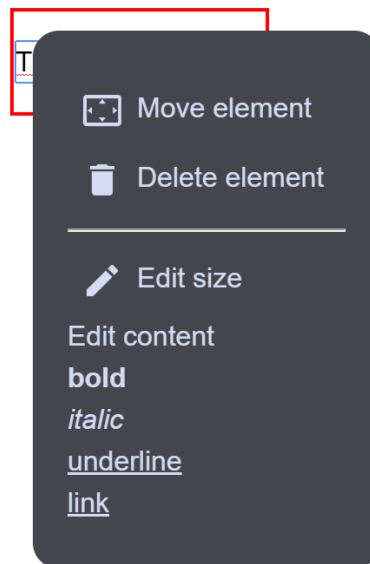 T
Move element
Delete element
Edit size
Edit content
bold
italic
underline
link